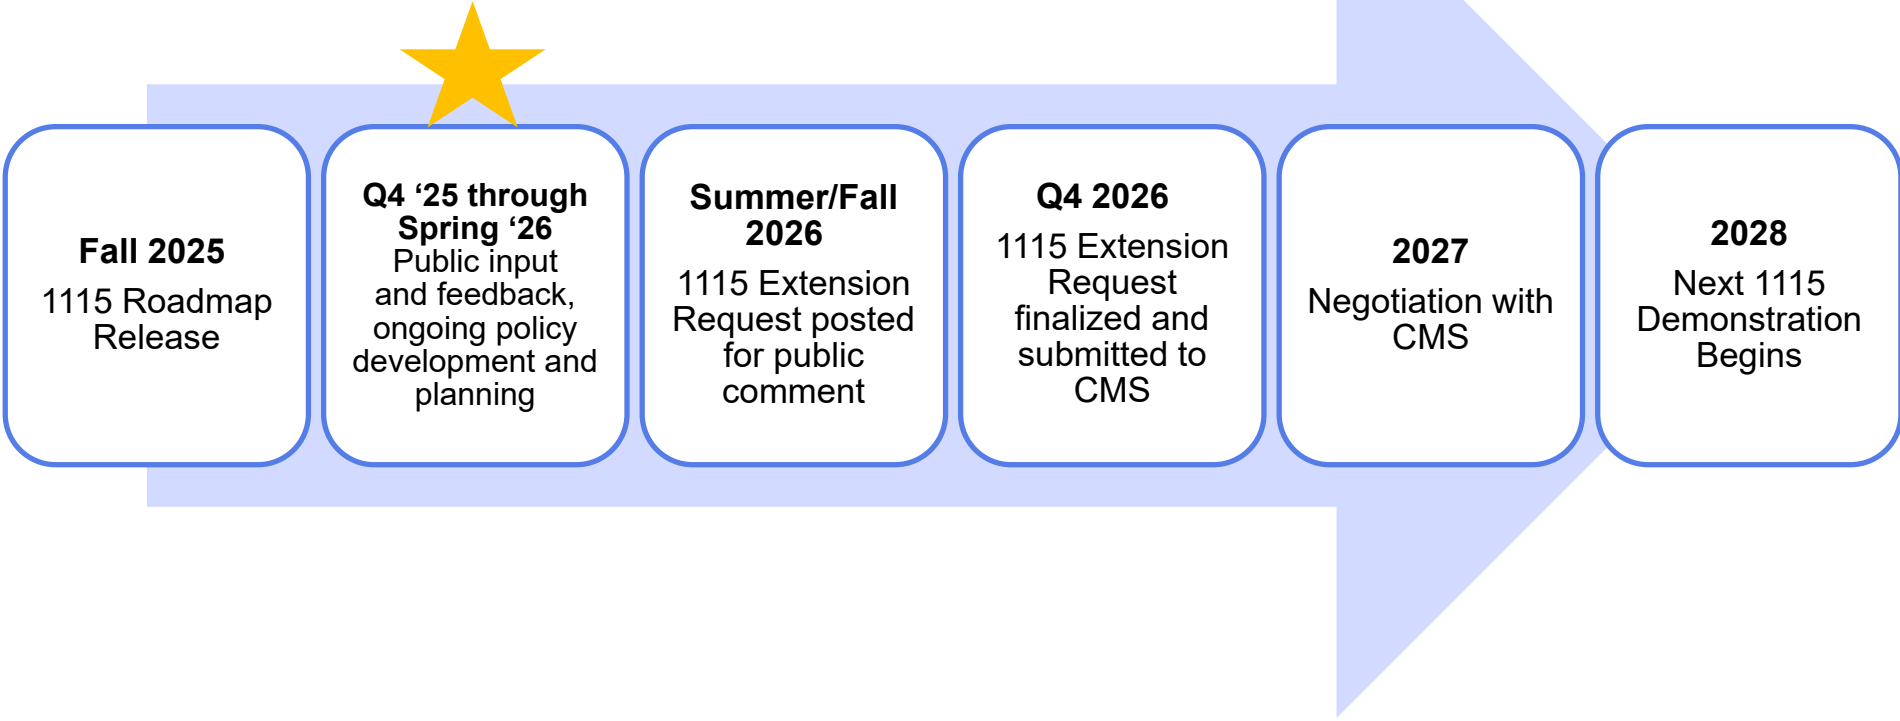 Fall 2025
1115 Roadmap
Release
Q4 ‘25 through
Spring ‘26
Public input
and feedback,
ongoing policy
development and
planning
Summer/Fall
2026
1115 Extension
Request posted
for public
comment
Q4 2026
1115 Extension
Request
finalized and
submitted to
CMS
2027
Negotiation with
CMS
2028
Next 1115
Demonstration
Begins